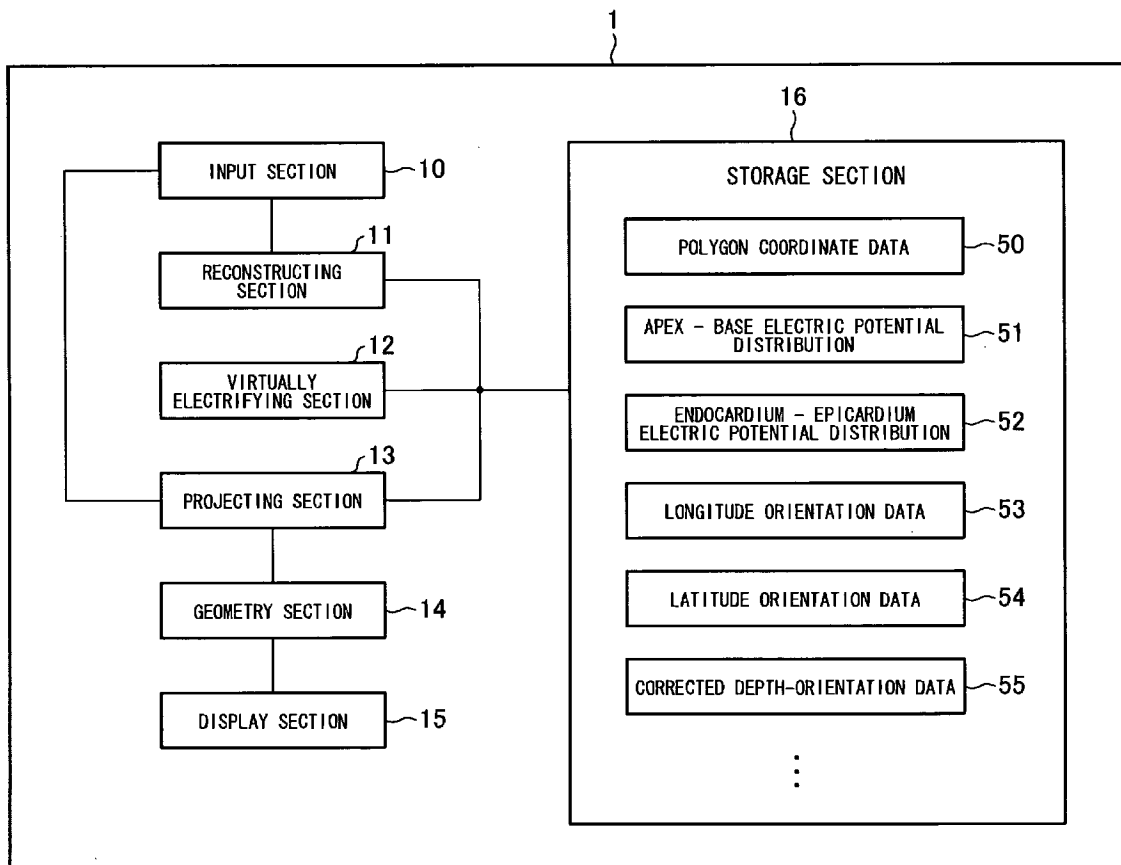 1
INPUT SECTION
10
11
RECONSTRUCTING
SECTION
12
VIRTUALLY
ELECTRIFYING SECTION
13
PROJECTING SECTION
GEOMETRY SECTION
14
DISPLAY SECTION
15
16
STORAGE SECTION
POLYGON COORDINATE DATA
50
APEX - BASE ELECTRIC POTENTIAL
DISTRIBUTION
51
ENDOCARDIUM - EPICARDIUM
ELECTRIC POTENTIAL DISTRIBUTION
52
LONGITUDE ORIENTATION DATA
53
LATITUDE ORIENTATION DATA
54
CORRECTED DEPTH-ORIENTATION DATA
55